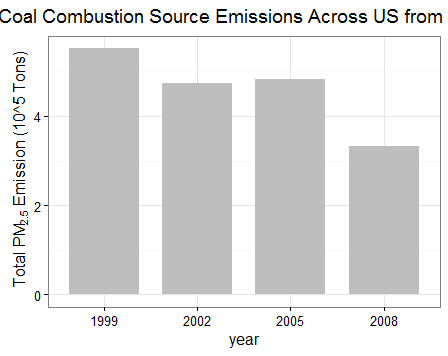 Coal Combustion Source Emissions Across US from
Total PM2.5 Emission (10^5 Tons)
4
2
0
1999 2002 2005 2008
year